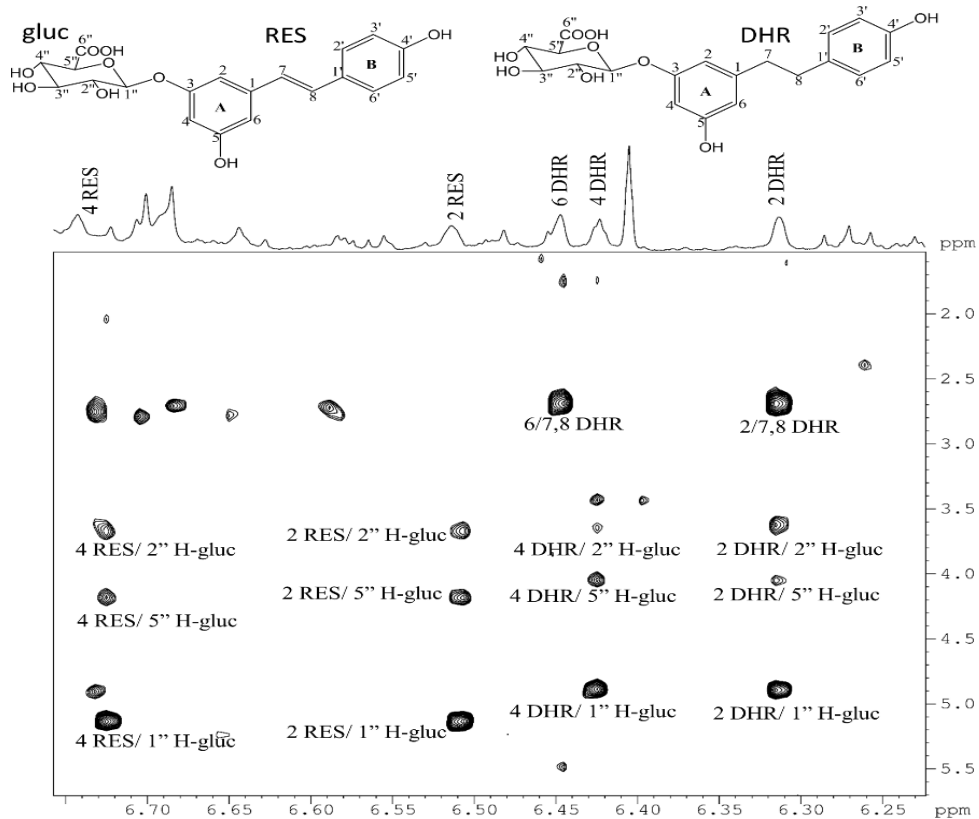 gluc
RES
DHR
6''
COOH
4''
5''
HO
HO
3''
2''
OH
1''
O
O
3
2
1
A
4
5
6
OH
7
8
1'
2'
3'
4'
5'
6'
B
OH
6''
COOH
4''
5''
HO
HO
3''
2''
OH
1''
O
O
3
2
1
A
4
5
6
OH
7
8
1'
2'
3'
4'
5'
6'
B
OH
4 RES
2 RES
6 DHR
4 DHR
2 DHR
ppm
2.0
2.5
3.0
3.5
4.0
4.5
5.0
5.5
6/7,8 DHR
2/7,8 DHR
4 RES/ 2” H-gluc
2 RES/ 2” H-gluc
4 DHR/ 2” H-gluc
2 DHR/ 2” H-gluc
4 RES/ 5” H-gluc
2 RES/ 5” H-gluc
4 DHR/ 5” H-gluc
2 DHR/ 5” H-gluc
4 RES/ 1” H-gluc
2 RES/ 1” H-gluc
4 DHR/ 1” H-gluc
2 DHR/ 1” H-gluc
6.70
6.65
6.60
6.55
6.50
6.45
6.40
6.35
6.30
6.25
ppm